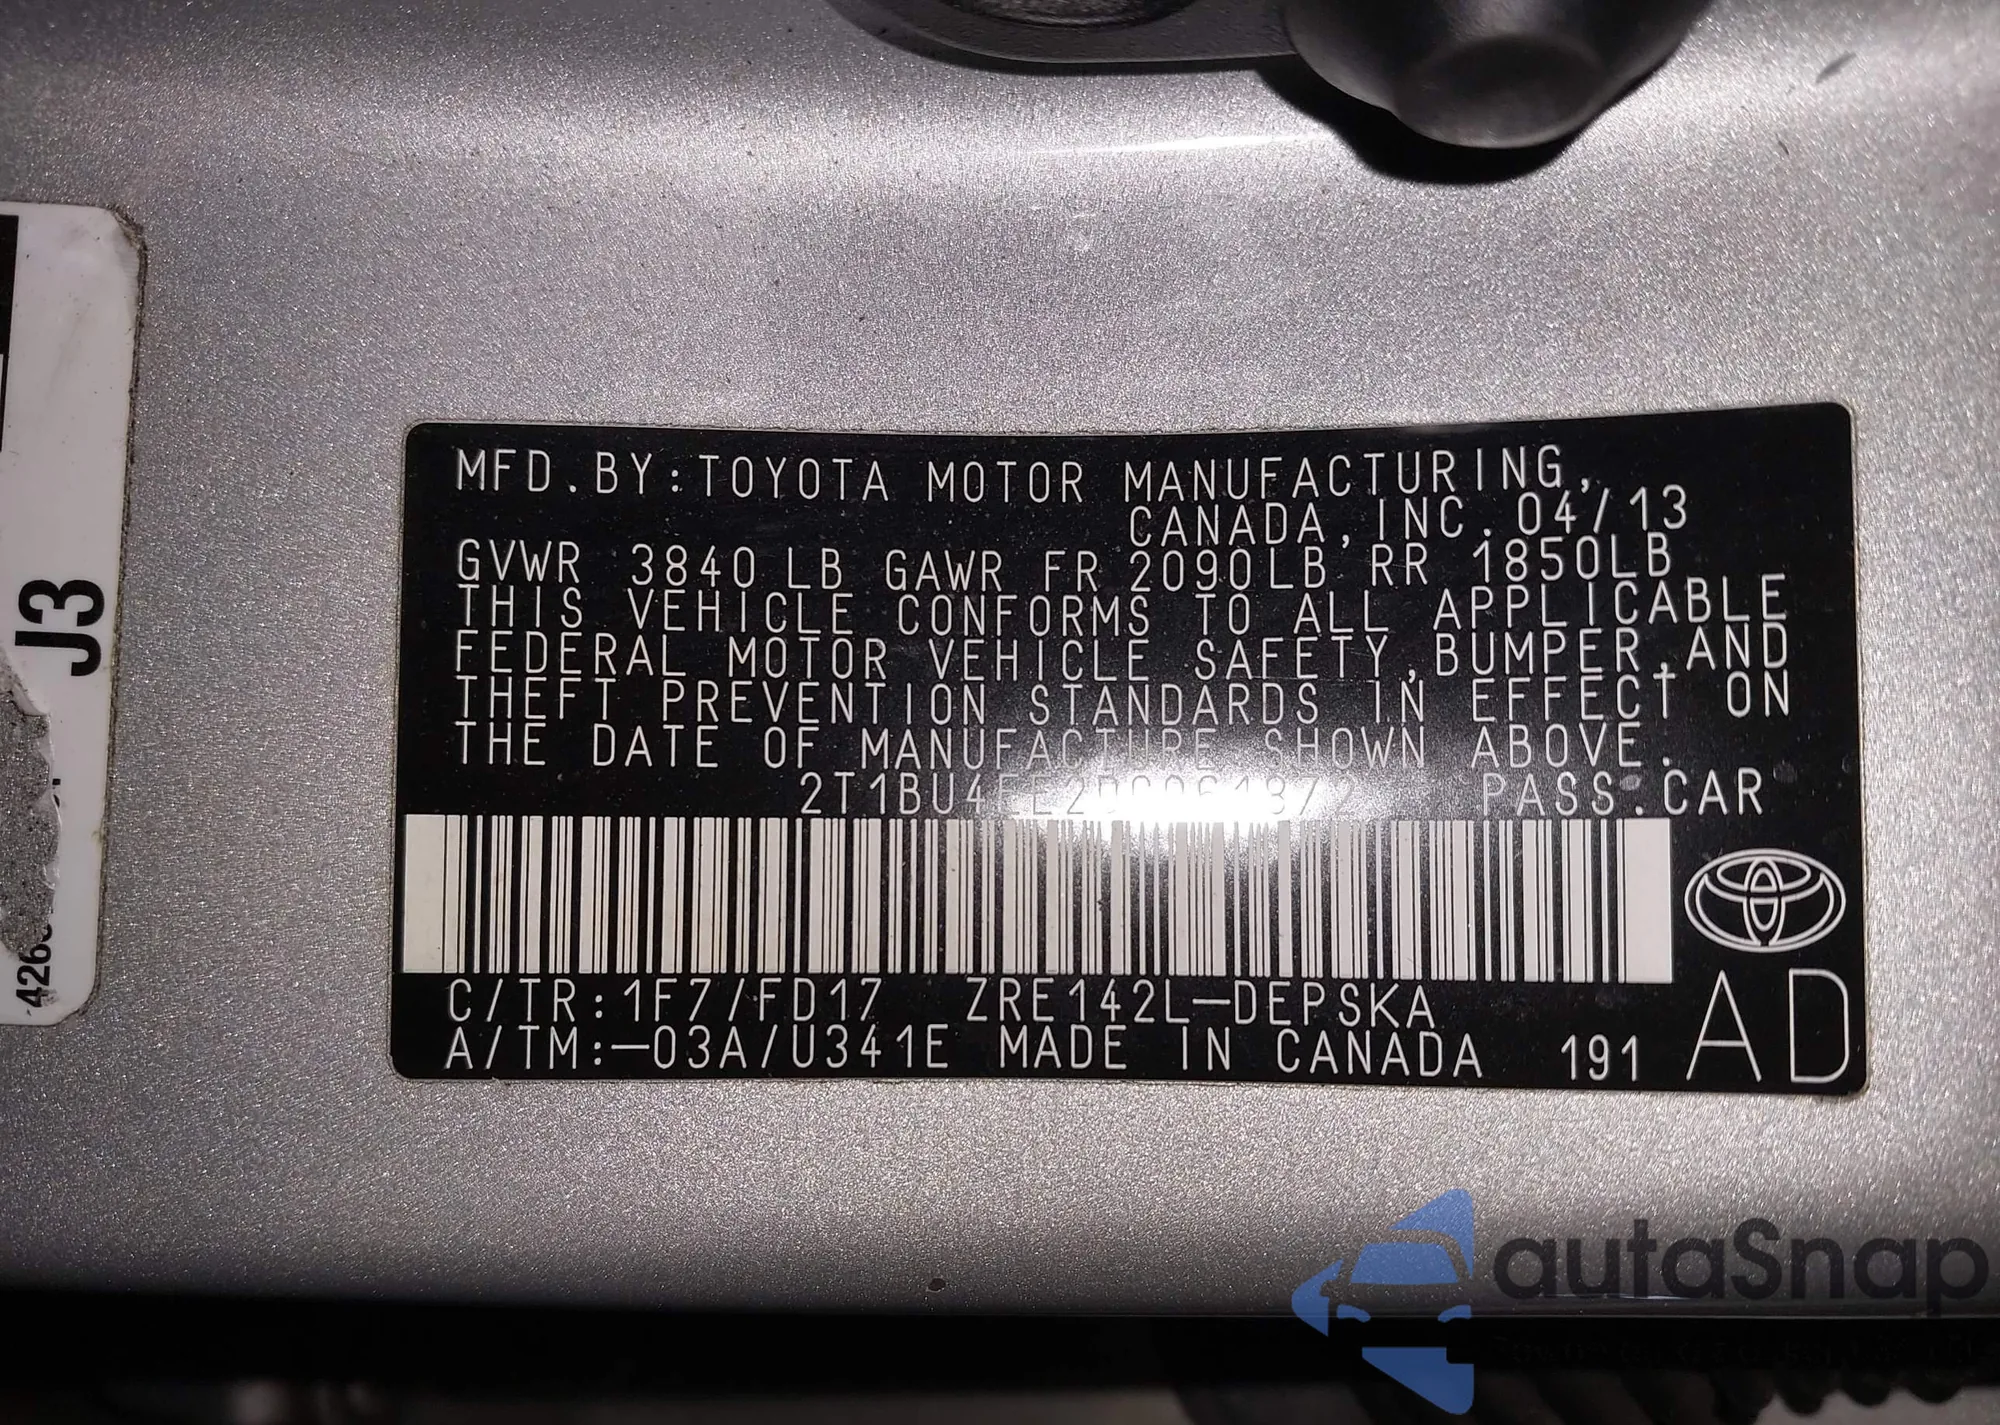 MFD.BY:TOYOTA MOTOR MANUFACTURING,
CANADA,INC. 04/13
GVWR 3840 LB GAWR FR 2090LB RR 1850LB
THIS VEHICLE CONFORMS TO ALL APPLICABLE
FEDERAL MOTOR VEHICLE SAFETY,BUMPER,AND
THEFT PREVENTION STANDARDS IN EFFECT ON
THE DATE OF MANUFACTURE SHOWN ABOVE.
PASS.CAR
C/TR:1F7/FD17 ZRE142L-DEPSKA
A/TM:-03A/U341E MADE IN CANADA 191
AD
J3
autaSnap